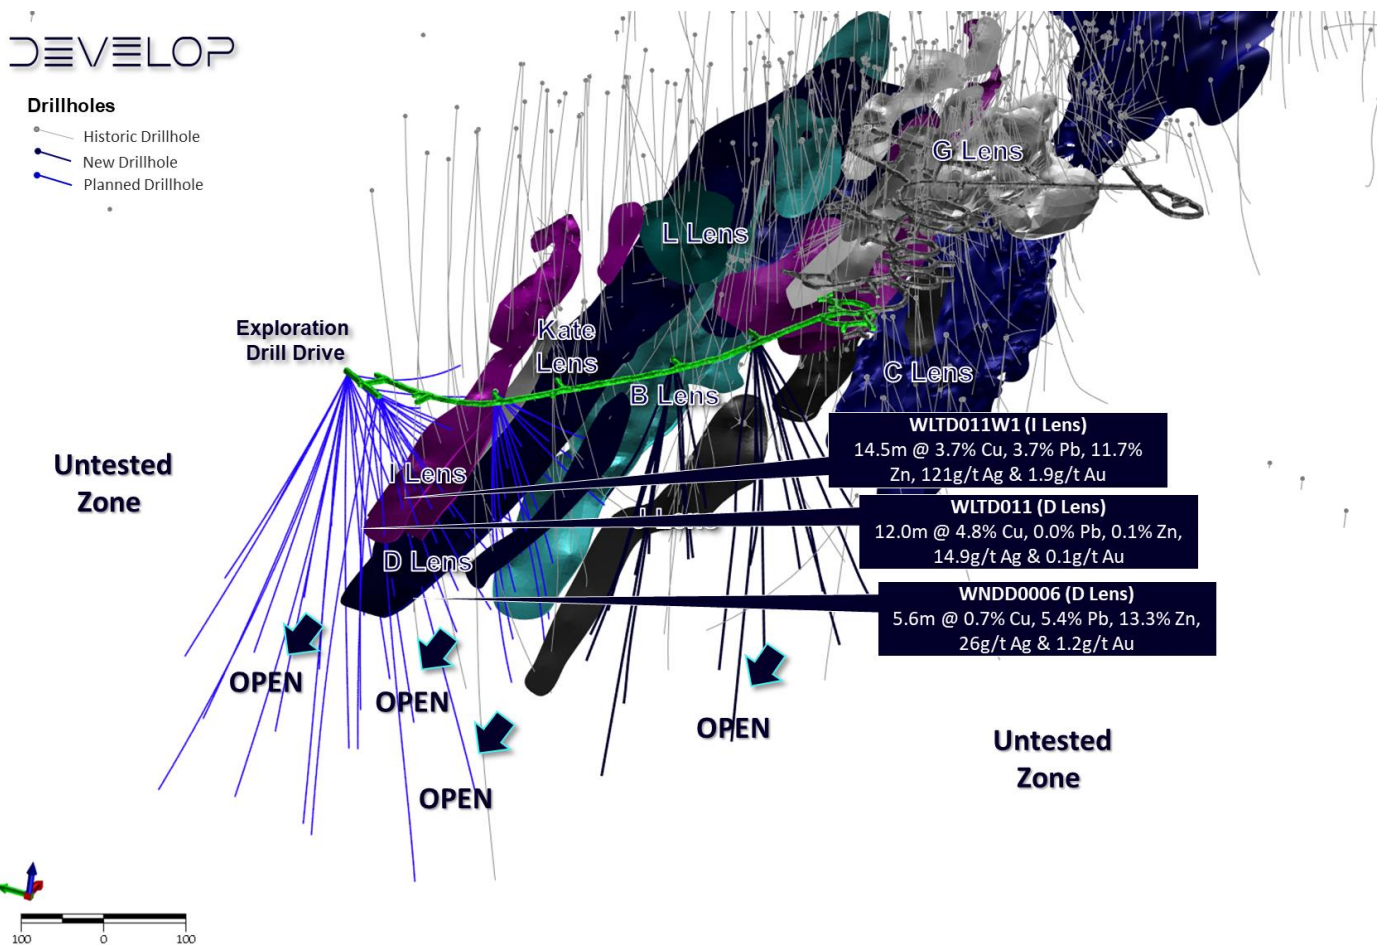 DEVELOP
Drillholes
Historic Drillhole
New Drillhole
Planned Drillhole
G Lens
L Lens
Exploration
Drill Drive
Kate
Lens
B Lens
C Lens
Untested
Zone
I Lens
WLTD011W1 (I Lens)
14.5m @ 3.7% Cu, 3.7% Pb, 11.7%
Zn, 121g/t Ag & 1.9g/t Au
WLTD011 (D Lens)
12.0m @ 4.8% Cu, 0.0% Pb, 0.1% Zn,
14.9g/t Ag & 0.1g/t Au
D Lens
WNDD0006 (D Lens)
5.6m @ 0.7% Cu, 5.4% Pb, 13.3% Zn,
26g/t Ag & 1.2g/t Au
OPEN
OPEN
OPEN
OPEN
Untested
Zone
100 0 100